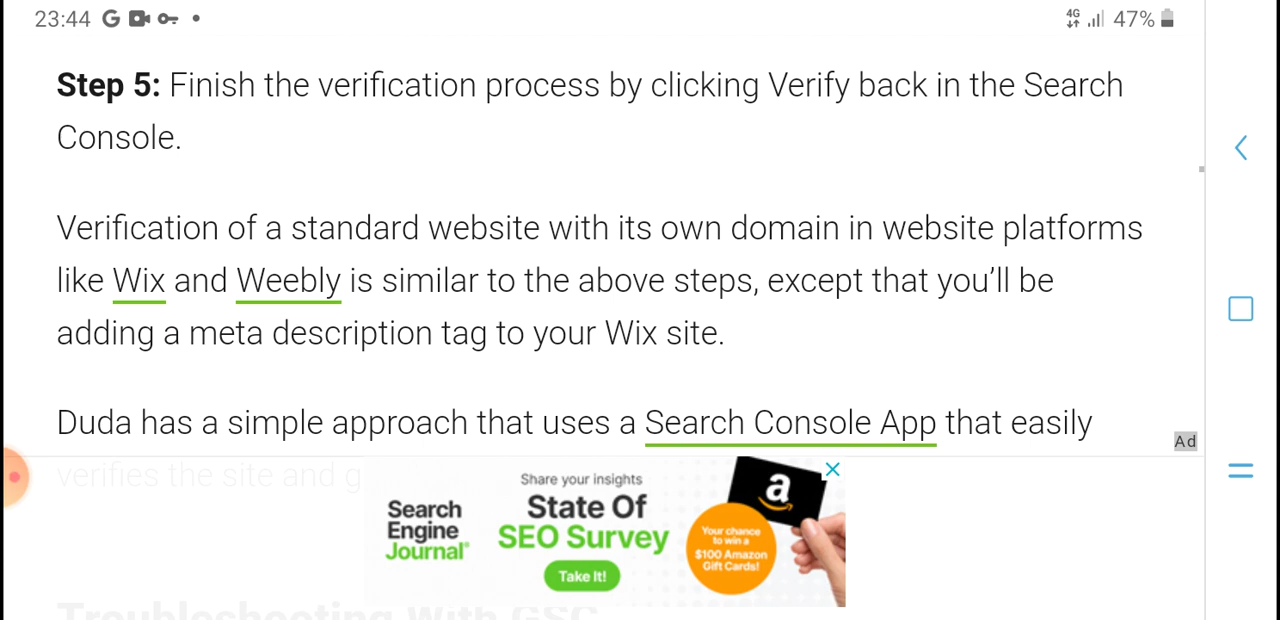 23:44 G
4G 47%
Step 5: Finish the verification process by clicking Verify back in the Search
Console.
Verification of a standard website with its own domain in website platforms
like Wix and Weebly is similar to the above steps, except that you’ll be
adding a meta description tag to your Wix site.
Duda has a simple approach that uses a Search Console App that easily
Ad
verifies the site and g
Search
Engine
Journal®
Share your insights
State Of
SEO Survey
Take It!
a
Your chance
to win a
$100 Amazon
Gift Cards!
Troubleshooting With GSC